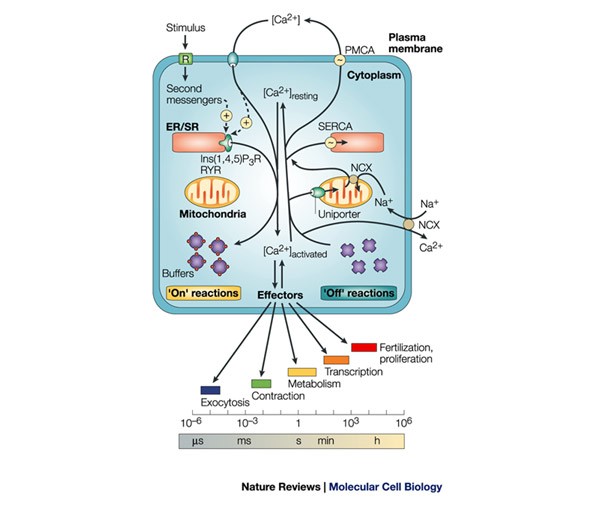 [Ca²⁺]
Stimulus
Plasma
membrane
PMCA
R
~
Cytoplasm
Second
messengers
[Ca²⁺]resting
+
+
ER/SR
SERCA
~
Ins(1,4,5)P₃R
RYR
NCX
Mitochondria
Uniporter
Na⁺
Na⁺
NCX
Ca²⁺
[Ca²⁺]activated
Buffers
'On' reactions
Effectors
'Off' reactions
Fertilization,
proliferation
Transcription
Metabolism
Contraction
Exocytosis
10⁻⁶ 10⁻³ 1 10³ 10⁶
µs ms s min h
Nature Reviews | Molecular Cell Biology